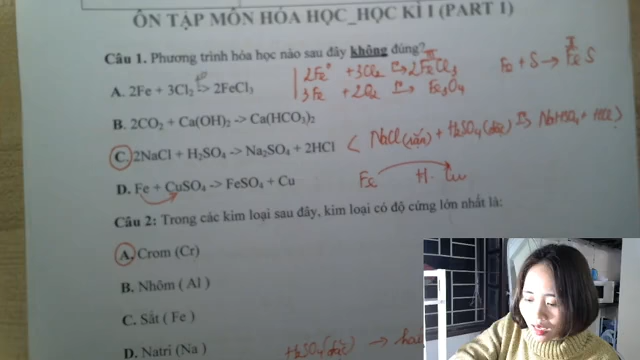 ÔN TẬP MÔN HÓA HỌC_HỌC KÌ I (PART 1)
Câu 1. Phương trình hóa học nào sau đây không đúng?
A. 2Fe + 3Cl₂ -> 2FeCl₃
2Fe + 3Cl₂ -> 2FeCl₃
III
Fe + S → FeS
II
3Fe + 2O₂ -> Fe₃O₄
B. 2CO₂ + Ca(OH)₂ -> Ca(HCO₃)₂
C. 2NaCl + H₂SO₄ -> Na₂SO₄ + 2HCl
( NaCl (rắn) + H₂SO₄ (đặc) -> NaHSO₄ + HCl )
D. Fe + CuSO₄ -> FeSO₄ + Cu
Fe H Cu
Câu 2: Trong các kim loại sau đây, kim loại có độ cứng lớn nhất là:
A. Crom (Cr)
B. Nhôm ( Al )
C. Sắt ( Fe )
D. Natri (Na )
H₂SO₄ (đặc) →